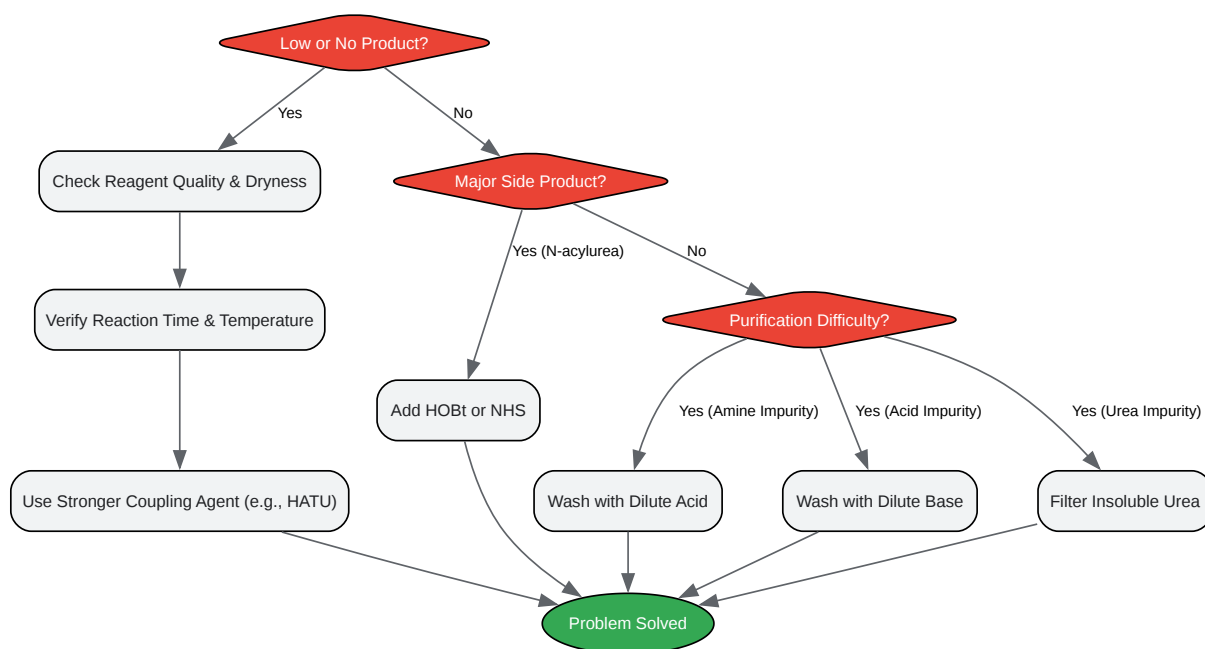 Low or No Product?
Yes
No
Check Reagent Quality & Dryness
Major Side Product?
Yes (N-acylurea)
No
Verify Reaction Time & Temperature
Purification Difficulty?
Add HOBt or NHS
Yes (Amine Impurity)
Yes (Acid Impurity)
Yes (Urea Impurity)
Use Stronger Coupling Agent (e.g., HATU)
Wash with Dilute Acid
Wash with Dilute Base
Filter Insoluble Urea
Problem Solved